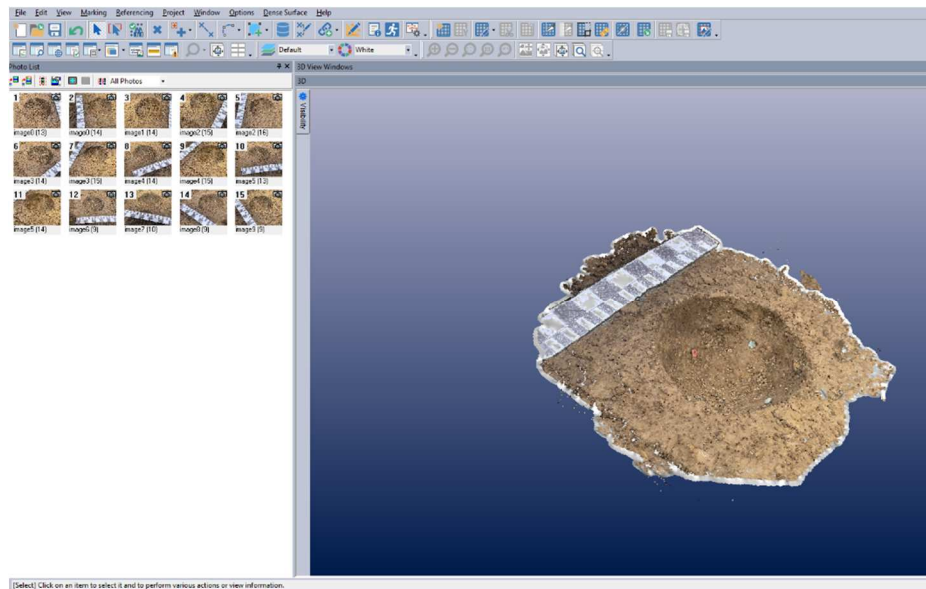 File Edit View Marking Referencing Project Window Options Dense Surface Help
Default White
Photo List
3D View Windows
All Photos
3D
Visibility
1 2 3 4 5
image0 (13) image0 (14) image1 (14) image2 (15) image2 (16)
6 7 8 9 10
image3 (14) image3 (15) image4 (14) image4 (15) image5 (13)
11 12 13 14 15
image5 (14) image6 (9) image7 (10) image8 (9) image9 (9)
[Select] Click on an item to select it and to perform various actions or view information.